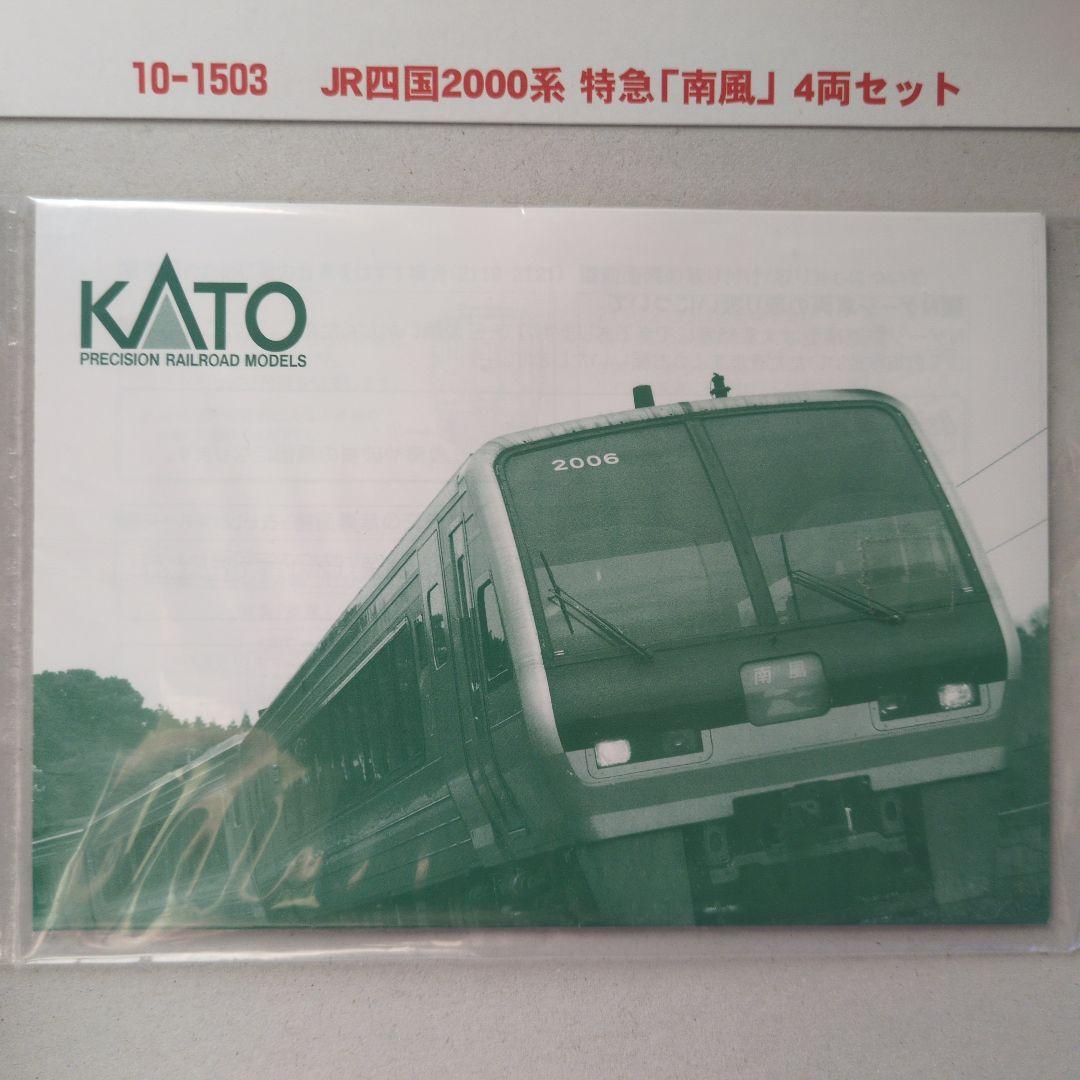 10-1503 JR四国2000系 特急「南風」 4両セット
KATO
PRECISION RAILROAD MODELS
2006
南風